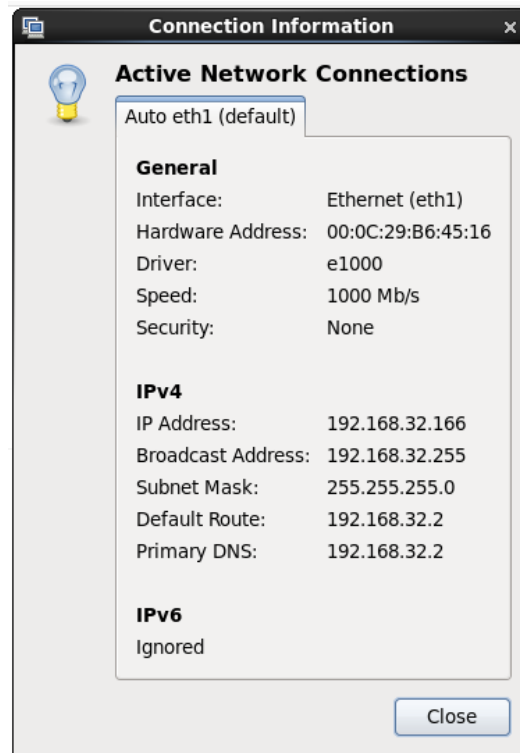 Connection Information
Active Network Connections
Auto eth1 (default)
General
Interface: Ethernet (eth1)
Hardware Address: 00:0C:29:B6:45:16
Driver: e1000
Speed: 1000 Mb/s
Security: None
IPv4
IP Address: 192.168.32.166
Broadcast Address: 192.168.32.255
Subnet Mask: 255.255.255.0
Default Route: 192.168.32.2
Primary DNS: 192.168.32.2
IPv6
Ignored
Close